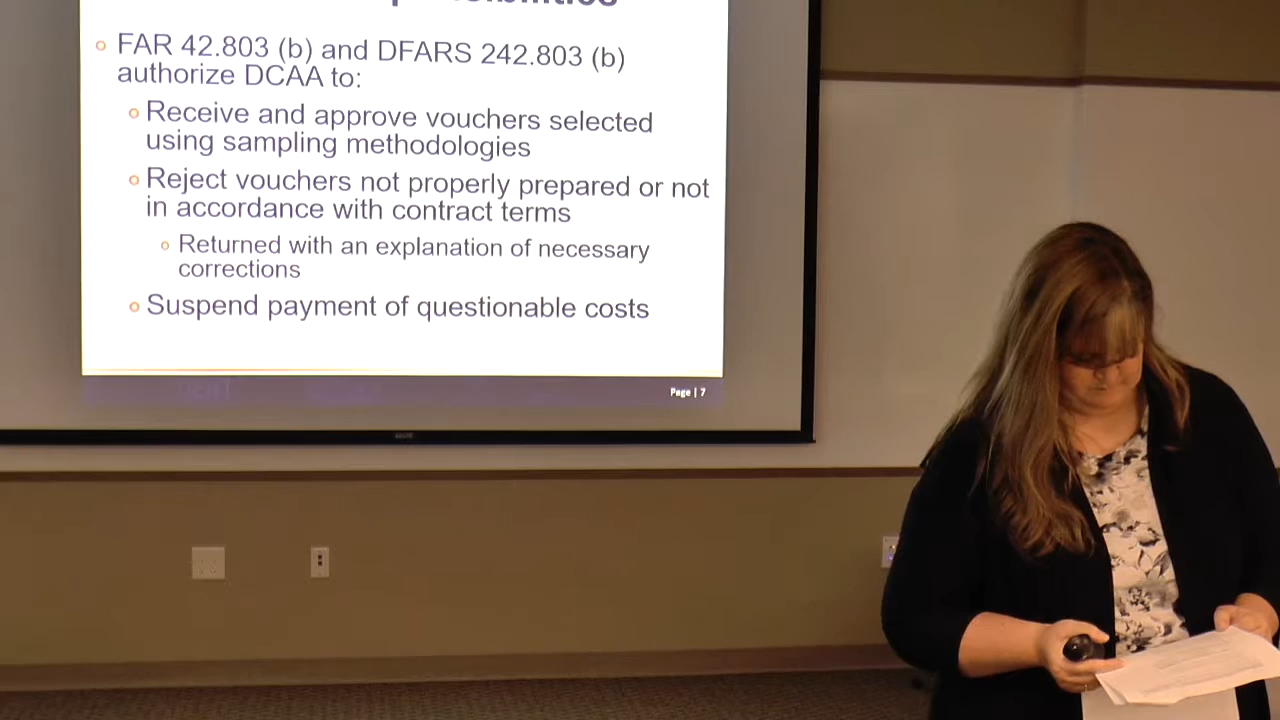 FAR 42.803 (b) and DFARS 242.803 (b)
authorize DCAA to:
Receive and approve vouchers selected
using sampling methodologies
Reject vouchers not properly prepared or not
in accordance with contract terms
Returned with an explanation of necessary
corrections
Suspend payment of questionable costs
Page | 7